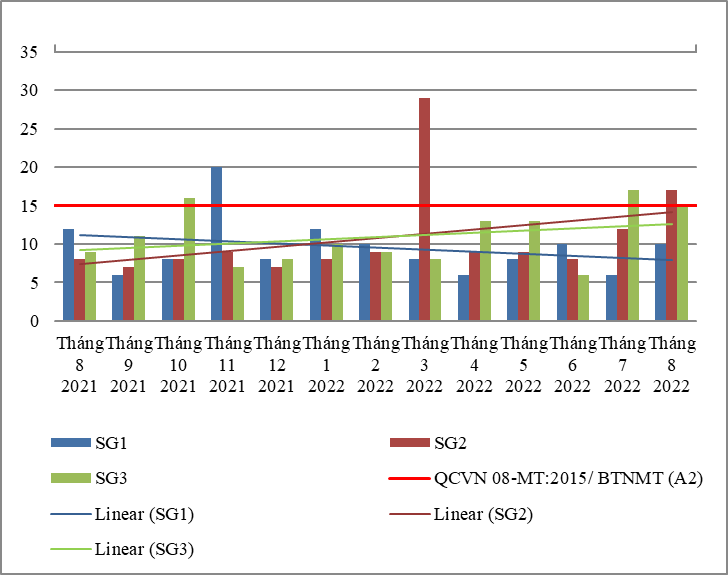 35
30
25
20
15
10
5
0
Tháng Tháng Tháng Tháng Tháng Tháng Tháng Tháng Tháng Tháng Tháng Tháng Tháng
8 9 10 11 12 1 2 3 4 5 6 7 8
2021 2021 2021 2021 2021 2022 2022 2022 2022 2022 2022 2022 2022
SG1 SG2
SG3 QCVN 08-MT:2015/ BTNMT (A2)
Linear (SG1) Linear (SG2)
Linear (SG3)